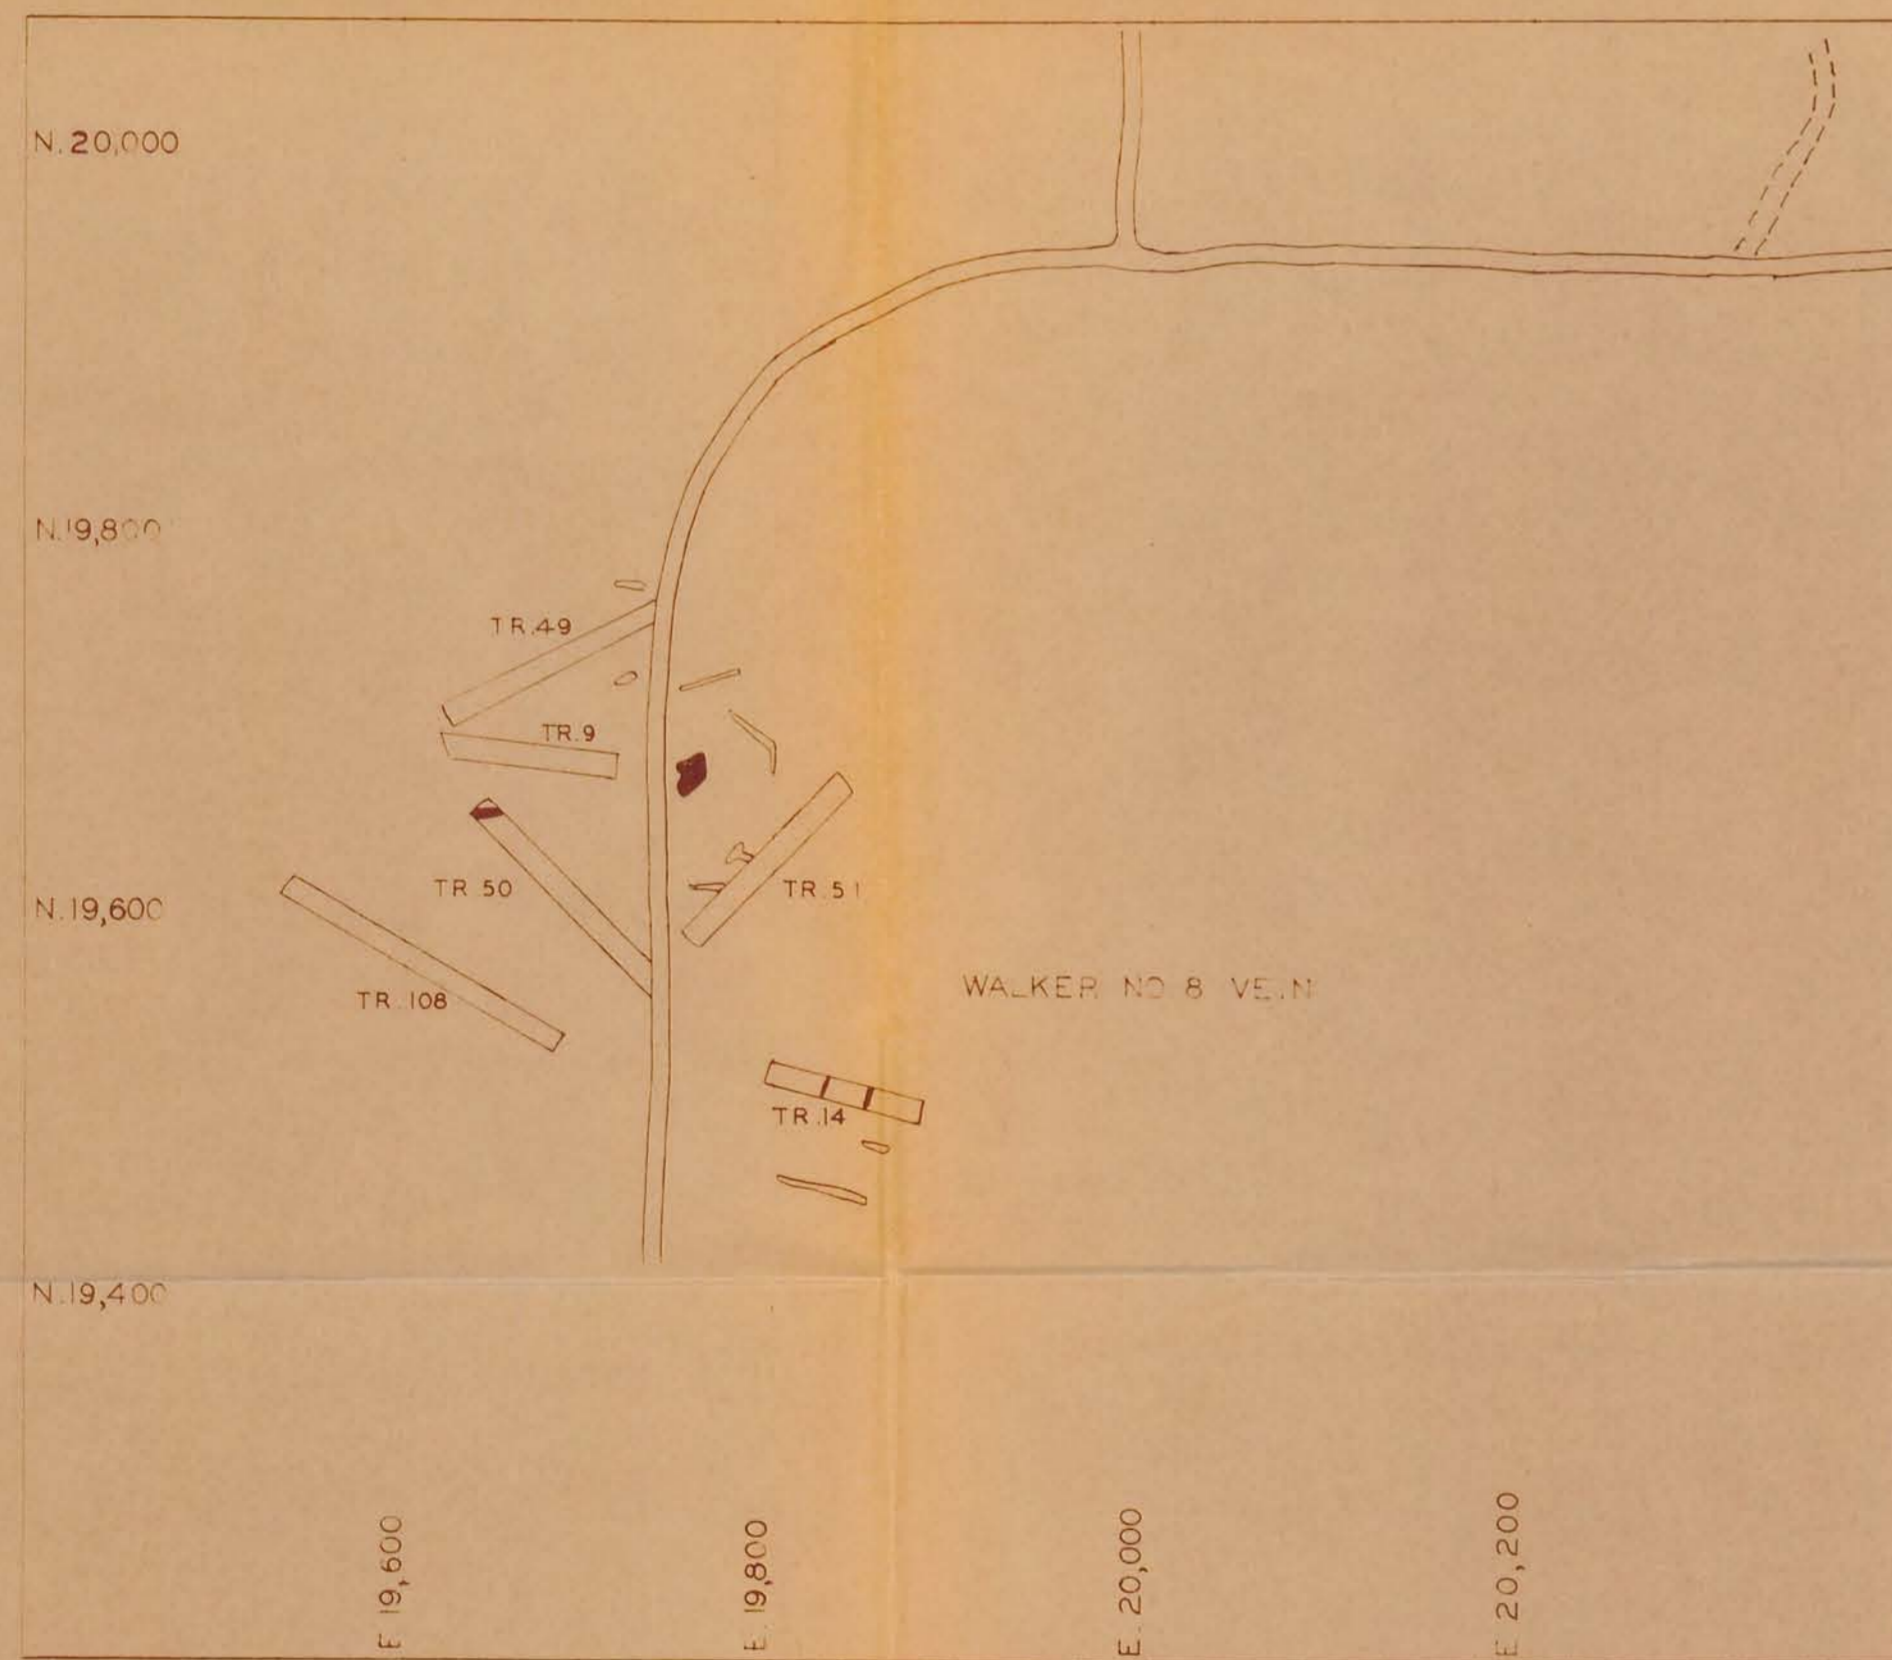 N. 20,000
N. 19,800
TR. 49
TR. 9
TR 50
TR. 51
N. 19,600
WALKER NO 8 VEIN
TR. 108
TR. 14
N. 19,400
E 19,600
E. 19,800
E. 20,000
E 20,200